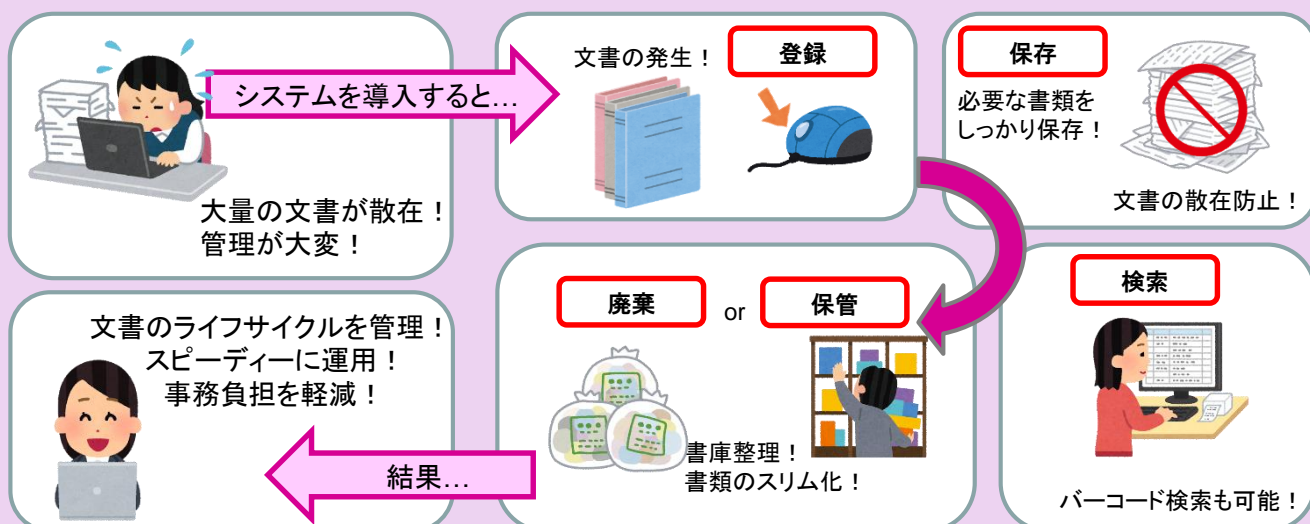 大量の文書が散在！
管理が大変！
システムを導入すると…
文書の発生！
登録
保存
必要な書類を
しっかり保存！
文書の散在防止！
検索
バーコード検索も可能！
廃棄
or
保管
書庫整理！
書類のスリム化！
結果…
文書のライフサイクルを管理！
スピーディーに運用！
事務負担を軽減！